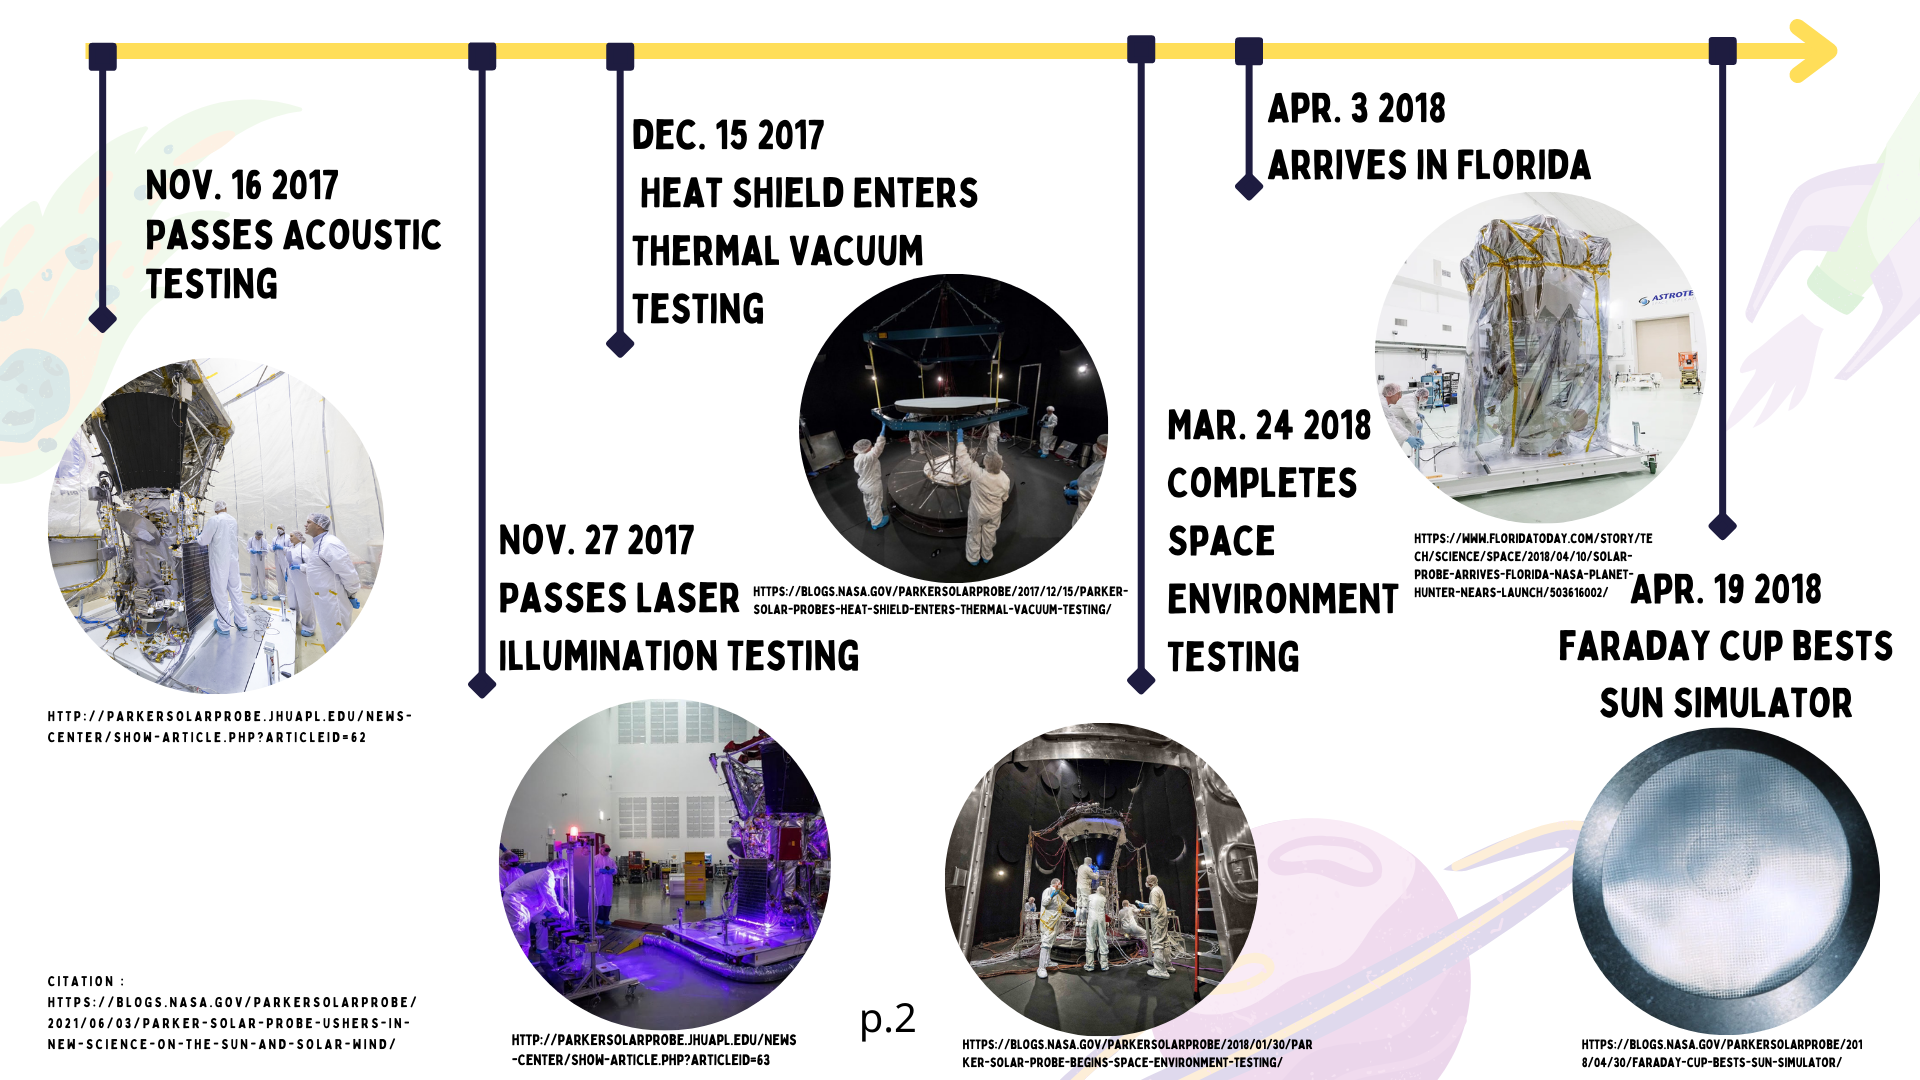 NOV. 16 2017
PASSES ACOUSTIC
TESTING
HTTP://PARKERSOLARPROBE.JHUAPL.EDU/NEWS-
CENTER/SHOW-ARTICLE.PHP?ARTICLEID=62
NOV. 27 2017
PASSES LASER
ILLUMINATION TESTING
HTTP://PARKERSOLARPROBE.JHUAPL.EDU/NEWS
-CENTER/SHOW-ARTICLE.PHP?ARTICLEID=63
DEC. 15 2017
HEAT SHIELD ENTERS
THERMAL VACUUM
TESTING
HTTPS://BLOGS.NASA.GOV/PARKERSOLARPROBE/2017/12/15/PARKER-
SOLAR-PROBES-HEAT-SHIELD-ENTERS-THERMAL-VACUUM-TESTING/
MAR. 24 2018
COMPLETES
SPACE
ENVIRONMENT
TESTING
HTTPS://BLOGS.NASA.GOV/PARKERSOLARPROBE/2018/01/30/PAR
KER-SOLAR-PROBE-BEGINS-SPACE-ENVIRONMENT-TESTING/
APR. 3 2018
ARRIVES IN FLORIDA
ASTROTE
HTTPS://WWW.FLORIDATODAY.COM/STORY/TE
CH/SCIENCE/SPACE/2018/04/10/SOLAR-
PROBE-ARRIVES-FLORIDA-NASA-PLANET-
HUNTER-NEARS-LAUNCH/503616002/
APR. 19 2018
FARADAY CUP BESTS
SUN SIMULATOR
HTTPS://BLOGS.NASA.GOV/PARKERSOLARPROBE/201
8/04/30/FARADAY-CUP-BESTS-SUN-SIMULATOR/
CITATION :
HTTPS://BLOGS.NASA.GOV/PARKERSOLARPROBE/
2021/06/03/PARKER-SOLAR-PROBE-USHERS-IN-
NEW-SCIENCE-ON-THE-SUN-AND-SOLAR-WIND/
p.2